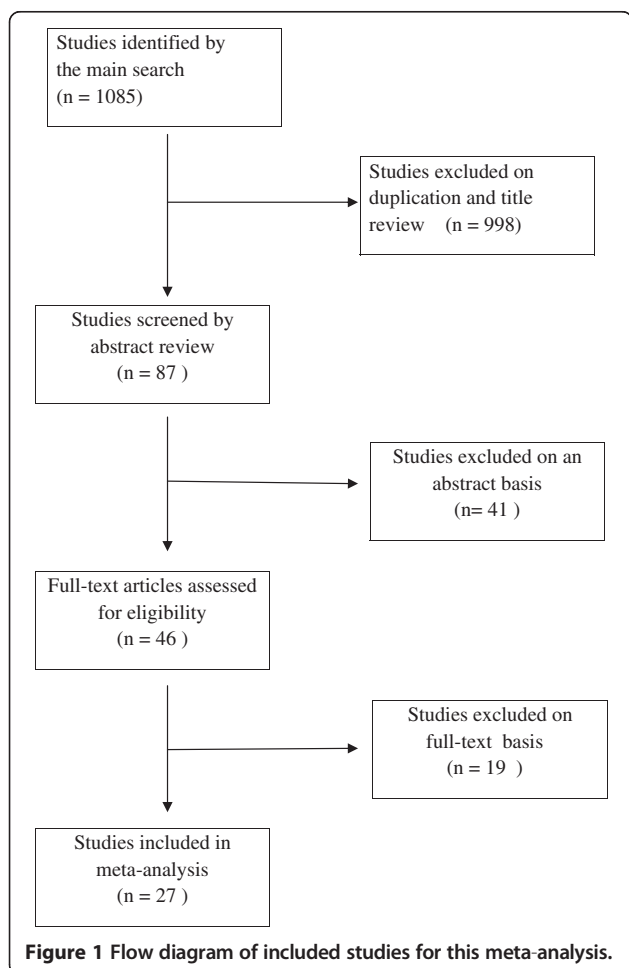 Studies identified by
the main search
(n = 1085)
Studies excluded on
duplication and title
review (n = 998)
Studies screened by
abstract review
(n = 87 )
Studies excluded on an
abstract basis
(n= 41 )
Full-text articles assessed
for eligibility
(n = 46 )
Studies excluded on
full-text basis
(n = 19 )
Studies included in
meta-analysis
(n = 27 )
Figure 1 Flow diagram of included studies for this meta-analysis.